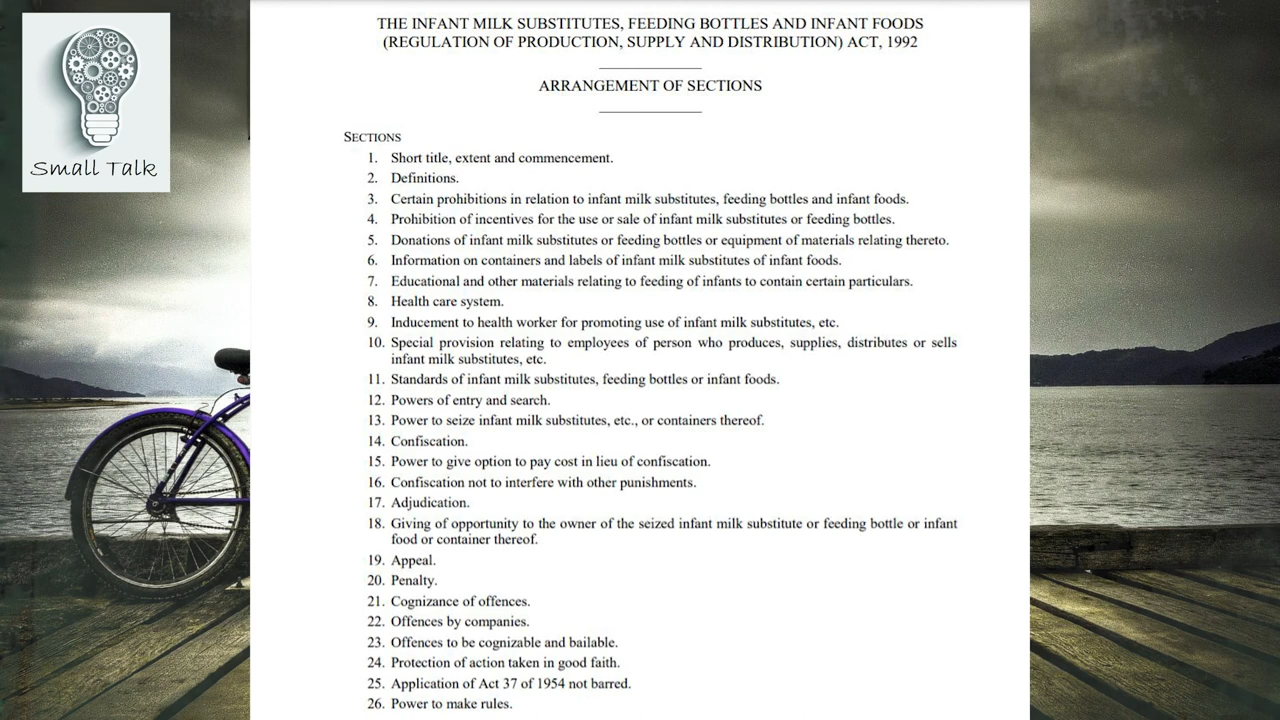 Small Talk
THE INFANT MILK SUBSTITUTES, FEEDING BOTTLES AND INFANT FOODS
(REGULATION OF PRODUCTION, SUPPLY AND DISTRIBUTION) ACT, 1992
ARRANGEMENT OF SECTIONS
SECTIONS
1. Short title, extent and commencement.
2. Definitions.
3. Certain prohibitions in relation to infant milk substitutes, feeding bottles and infant foods.
4. Prohibition of incentives for the use or sale of infant milk substitutes or feeding bottles.
5. Donations of infant milk substitutes or feeding bottles or equipment of materials relating thereto.
6. Information on containers and labels of infant milk substitutes of infant foods.
7. Educational and other materials relating to feeding of infants to contain certain particulars.
8. Health care system.
9. Inducement to health worker for promoting use of infant milk substitutes, etc.
10. Special provision relating to employees of person who produces, supplies, distributes or sells
infant milk substitutes, etc.
11. Standards of infant milk substitutes, feeding bottles or infant foods.
12. Powers of entry and search.
13. Power to seize infant milk substitutes, etc., or containers thereof.
14. Confiscation.
15. Power to give option to pay cost in lieu of confiscation.
16. Confiscation not to interfere with other punishments.
17. Adjudication.
18. Giving of opportunity to the owner of the seized infant milk substitute or feeding bottle or infant
food or container thereof.
19. Appeal.
20. Penalty.
21. Cognizance of offences.
22. Offences by companies.
23. Offences to be cognizable and bailable.
24. Protection of action taken in good faith.
25. Application of Act 37 of 1954 not barred.
26. Power to make rules.